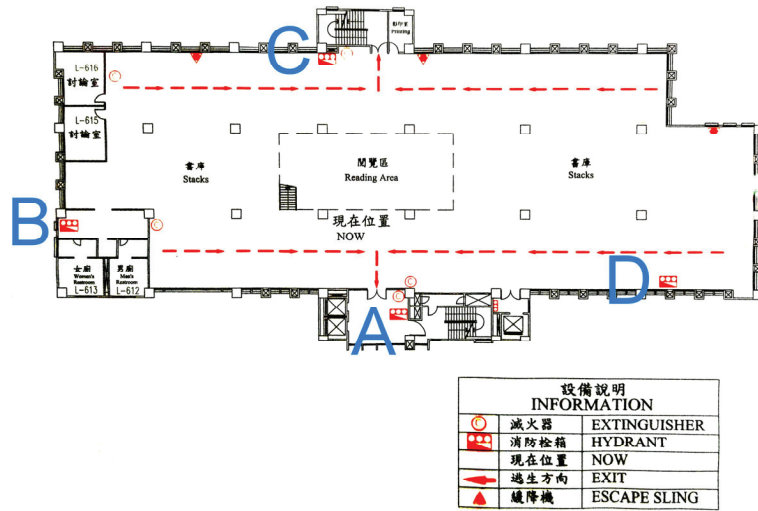 C
影印室
Printing
L-616
討論室
L-615
討論室
書庫
Stacks
閱覽區
Reading Area
書庫
Stacks
B
現在位置
NOW
女廁
Women's
Restroom
L-613
男廁
Men's
Restroom
L-612
D
A
設備說明
INFORMATION
滅火器 EXTINGUISHER
消防栓箱 HYDRANT
現在位置 NOW
逃生方向 EXIT
緩降機 ESCAPE SLING